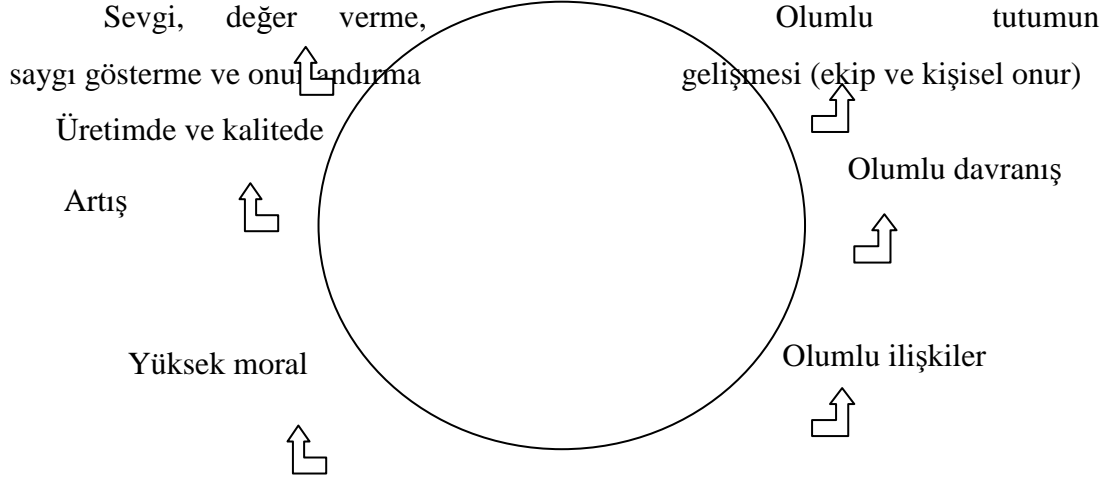 Sevgi, değer verme,
saygı gösterme ve onurlandırma
Üretimde ve kalitede
Artış
Yüksek moral
Olumlu tutumun
gelişmesi (ekip ve kişisel onur)
Olumlu davranış
Olumlu ilişkiler